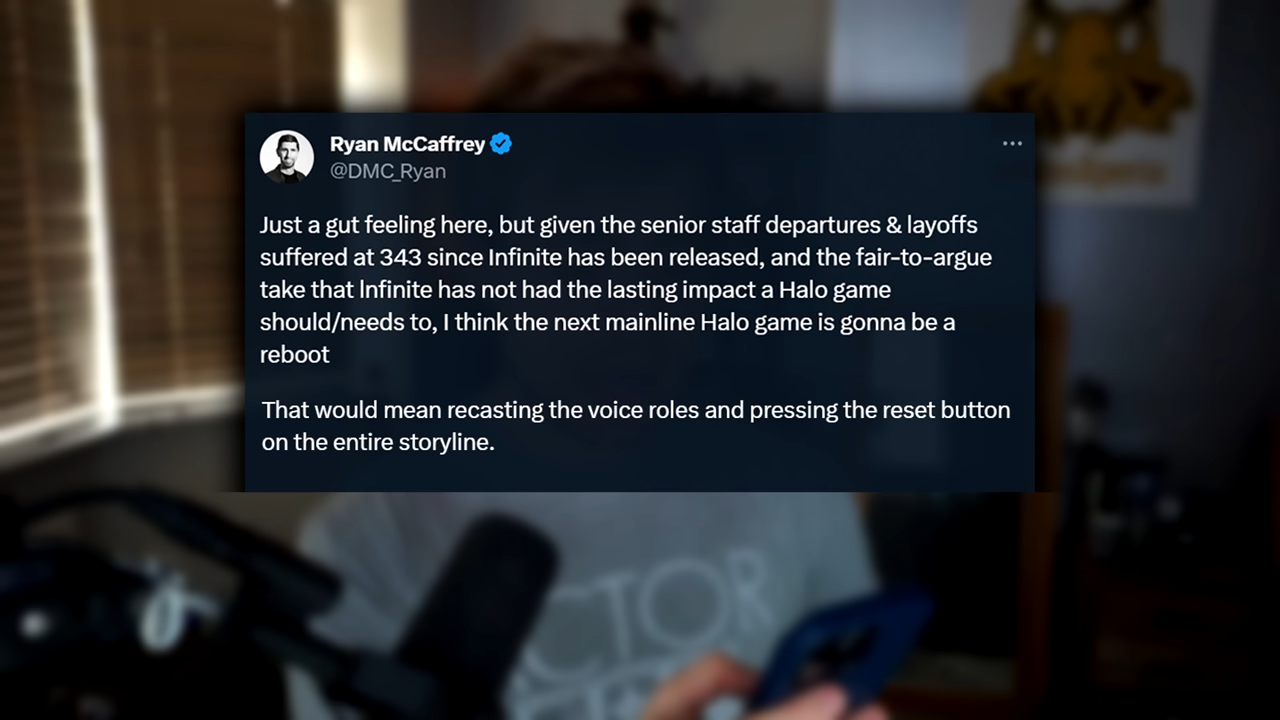 Ryan McCaffrey
@DMC_Ryan
Just a gut feeling here, but given the senior staff departures & layoffs
suffered at 343 since Infinite has been released, and the fair-to-argue
take that Infinite has not had the lasting impact a Halo game
should/needs to, I think the next mainline Halo game is gonna be a
reboot
That would mean recasting the voice roles and pressing the reset button
on the entire storyline.
CTOR